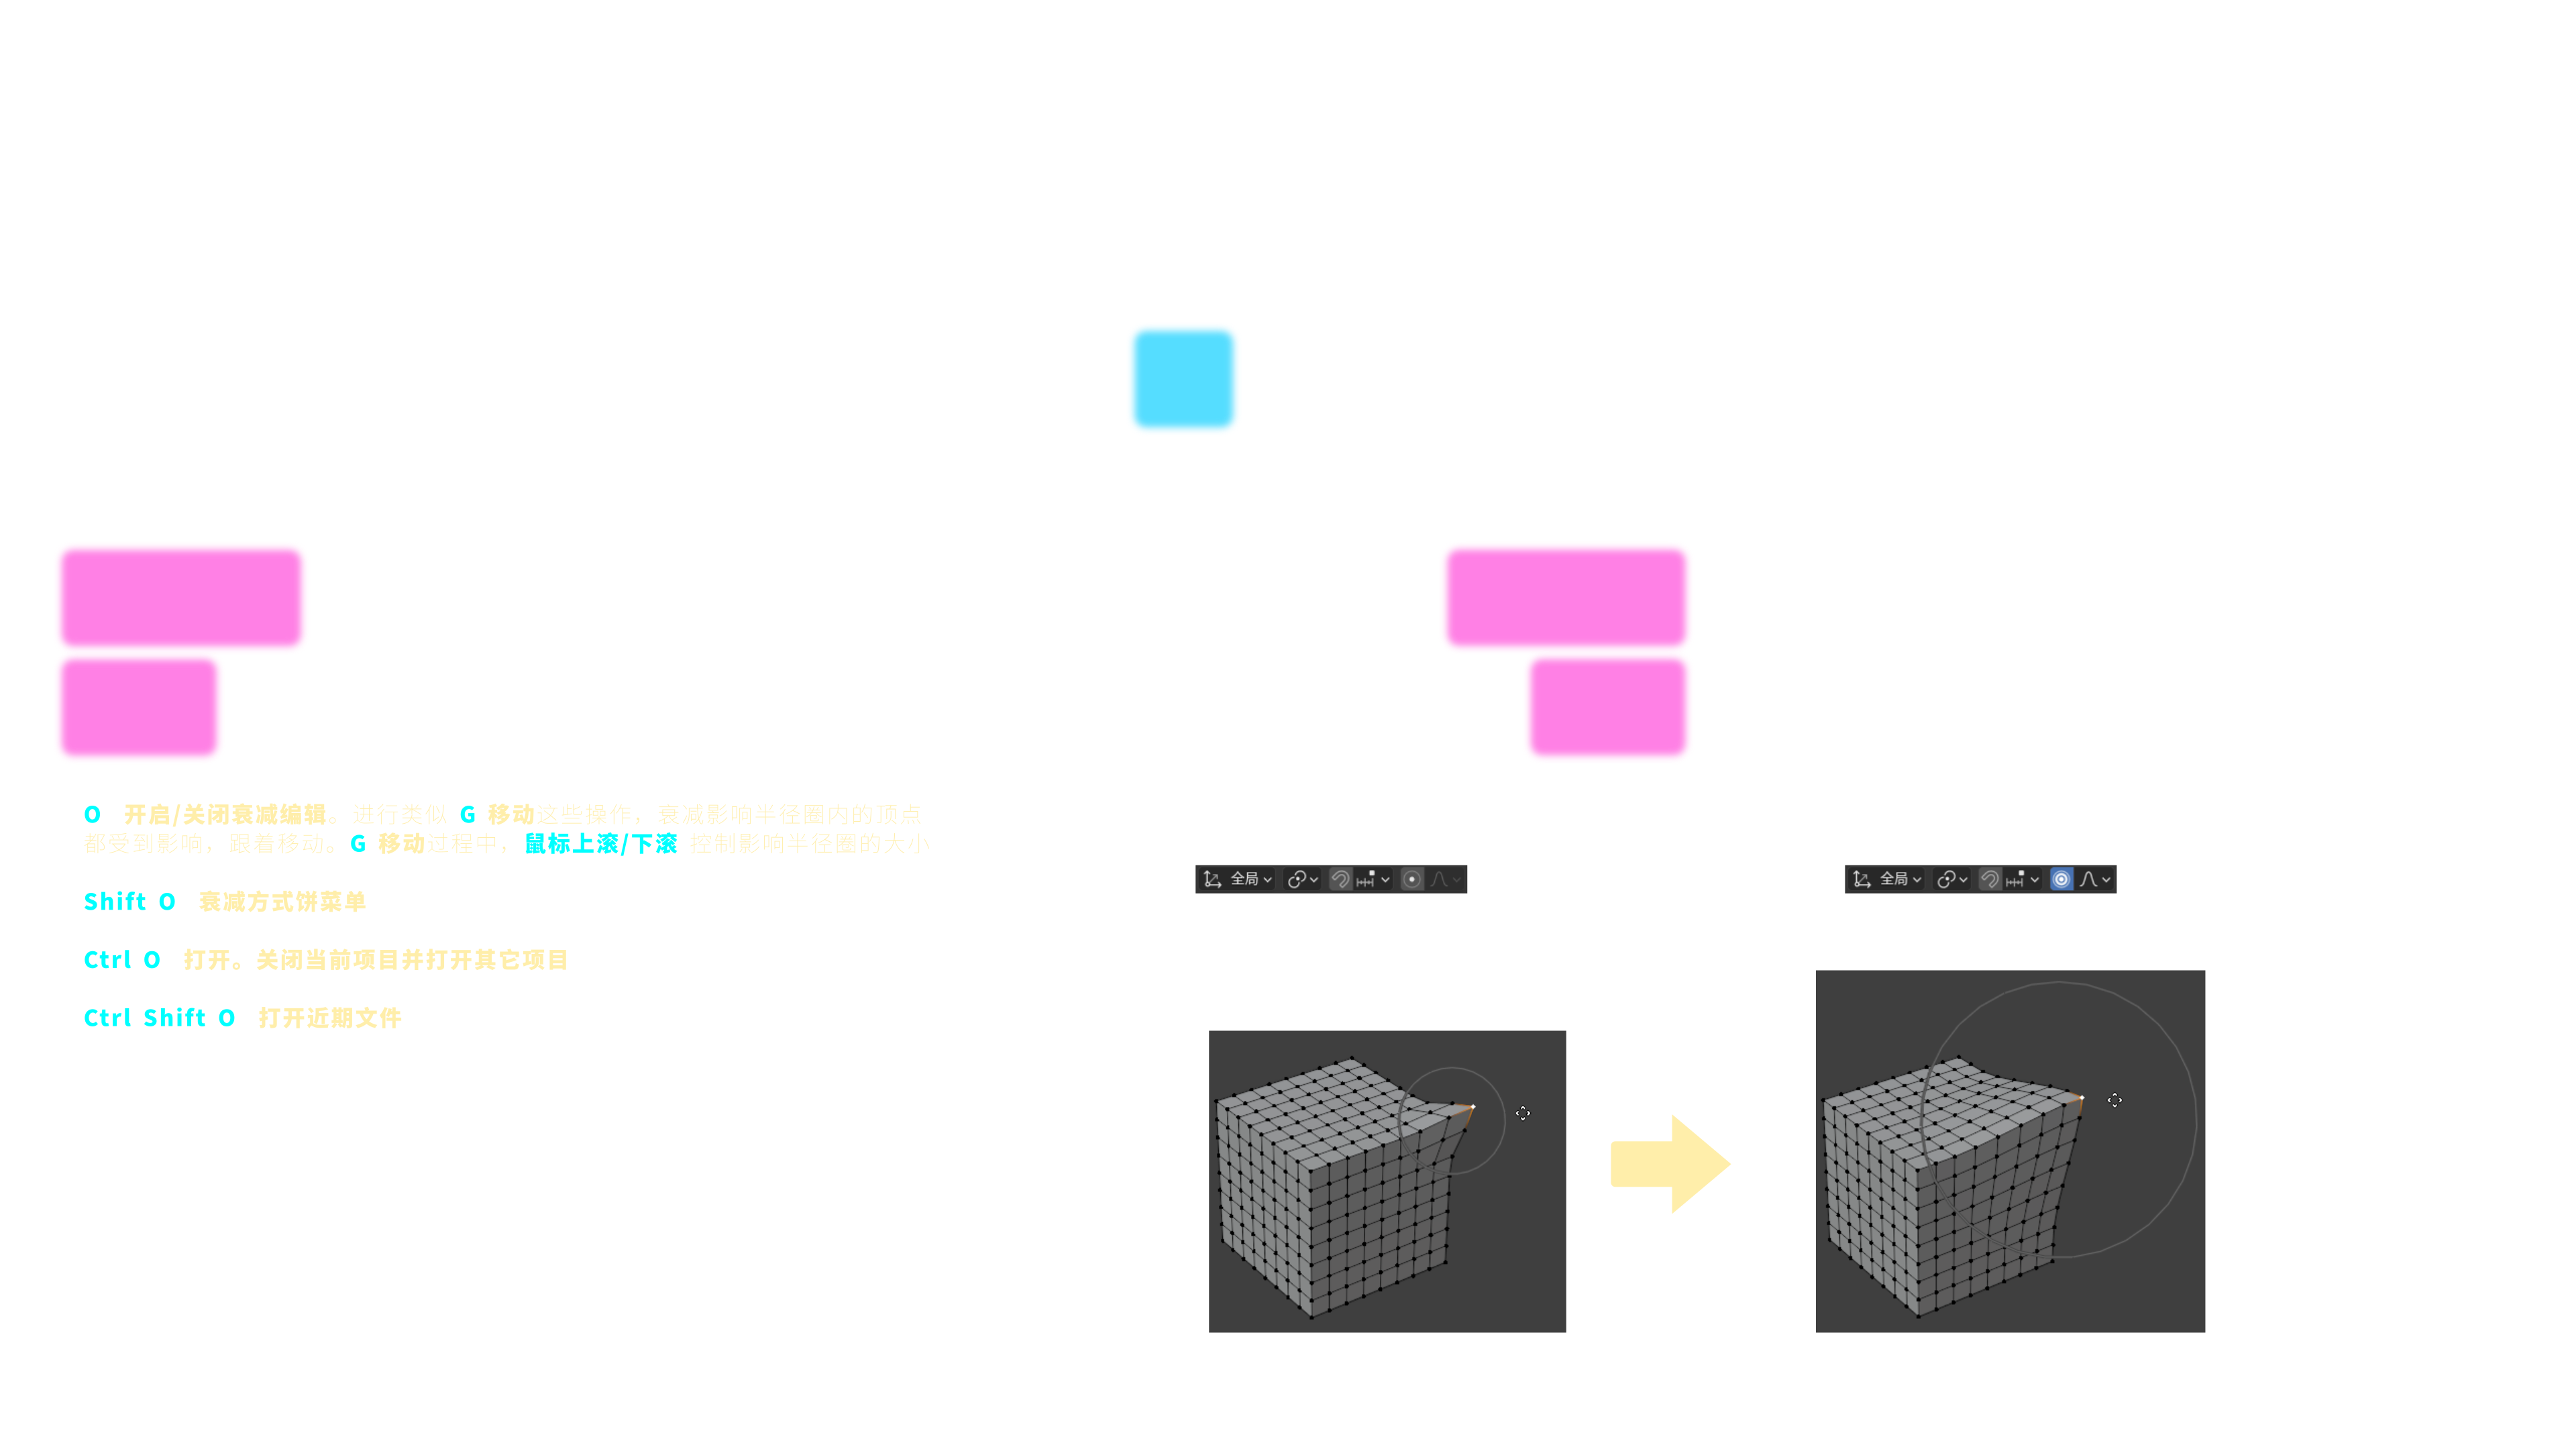 O 开启/关闭衰减编辑。进行类似 G 移动这些操作，衰减影响半径圈内的顶点
都受到影响，跟着移动。G 移动过程中，鼠标上滚/下滚 控制影响半径圈的大小
Shift O 衰减方式饼菜单
Ctrl O 打开。关闭当前项目并打开其它项目
Ctrl Shift O 打开近期文件
全局
全局